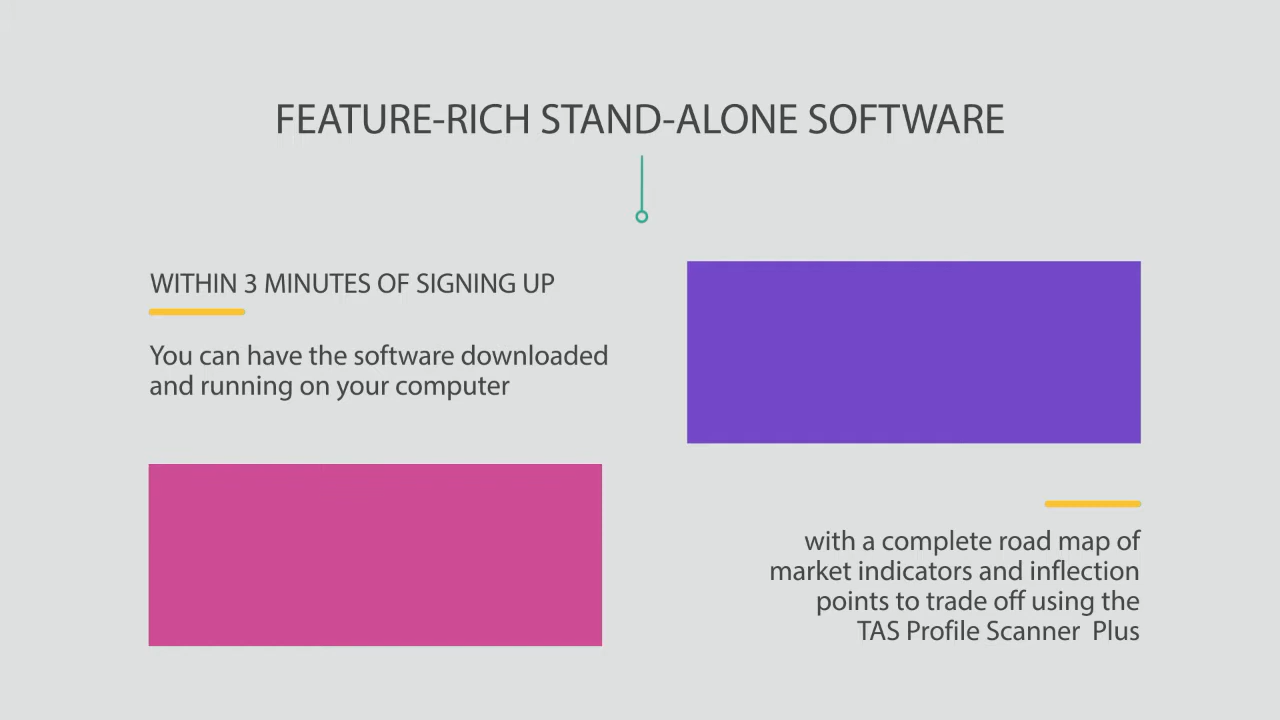 FEATURE-RICH STAND-ALONE SOFTWARE
WITHIN 3 MINUTES OF SIGNING UP
You can have the software downloaded
and running on your computer
with a complete road map of
market indicators and inflection
points to trade off using the
TAS Profile Scanner  Plus